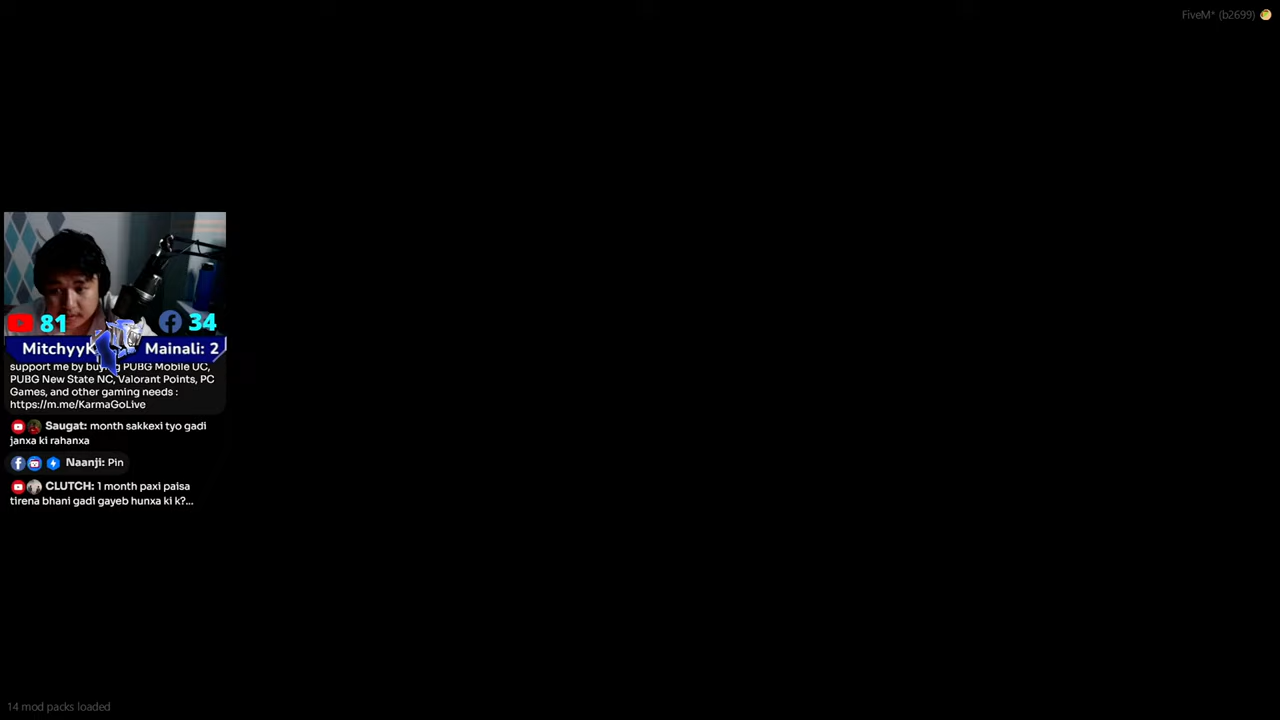 FiveM* (b2699)
81
34
MitchyyK
Mainali: 2
support me by buying PUBG Mobile UC,
PUBG New State NC, Valorant Points, PC
Games, and other gaming needs :
https://m.me/KarmaGoLive
Saugat: month sakkexi tyo gadi
janxa ki rahanxa
Naanji: Pin
CLUTCH: 1 month paxi paisa
tirena bhani gadi gayeb hunxa ki k?...
14 mod packs loaded